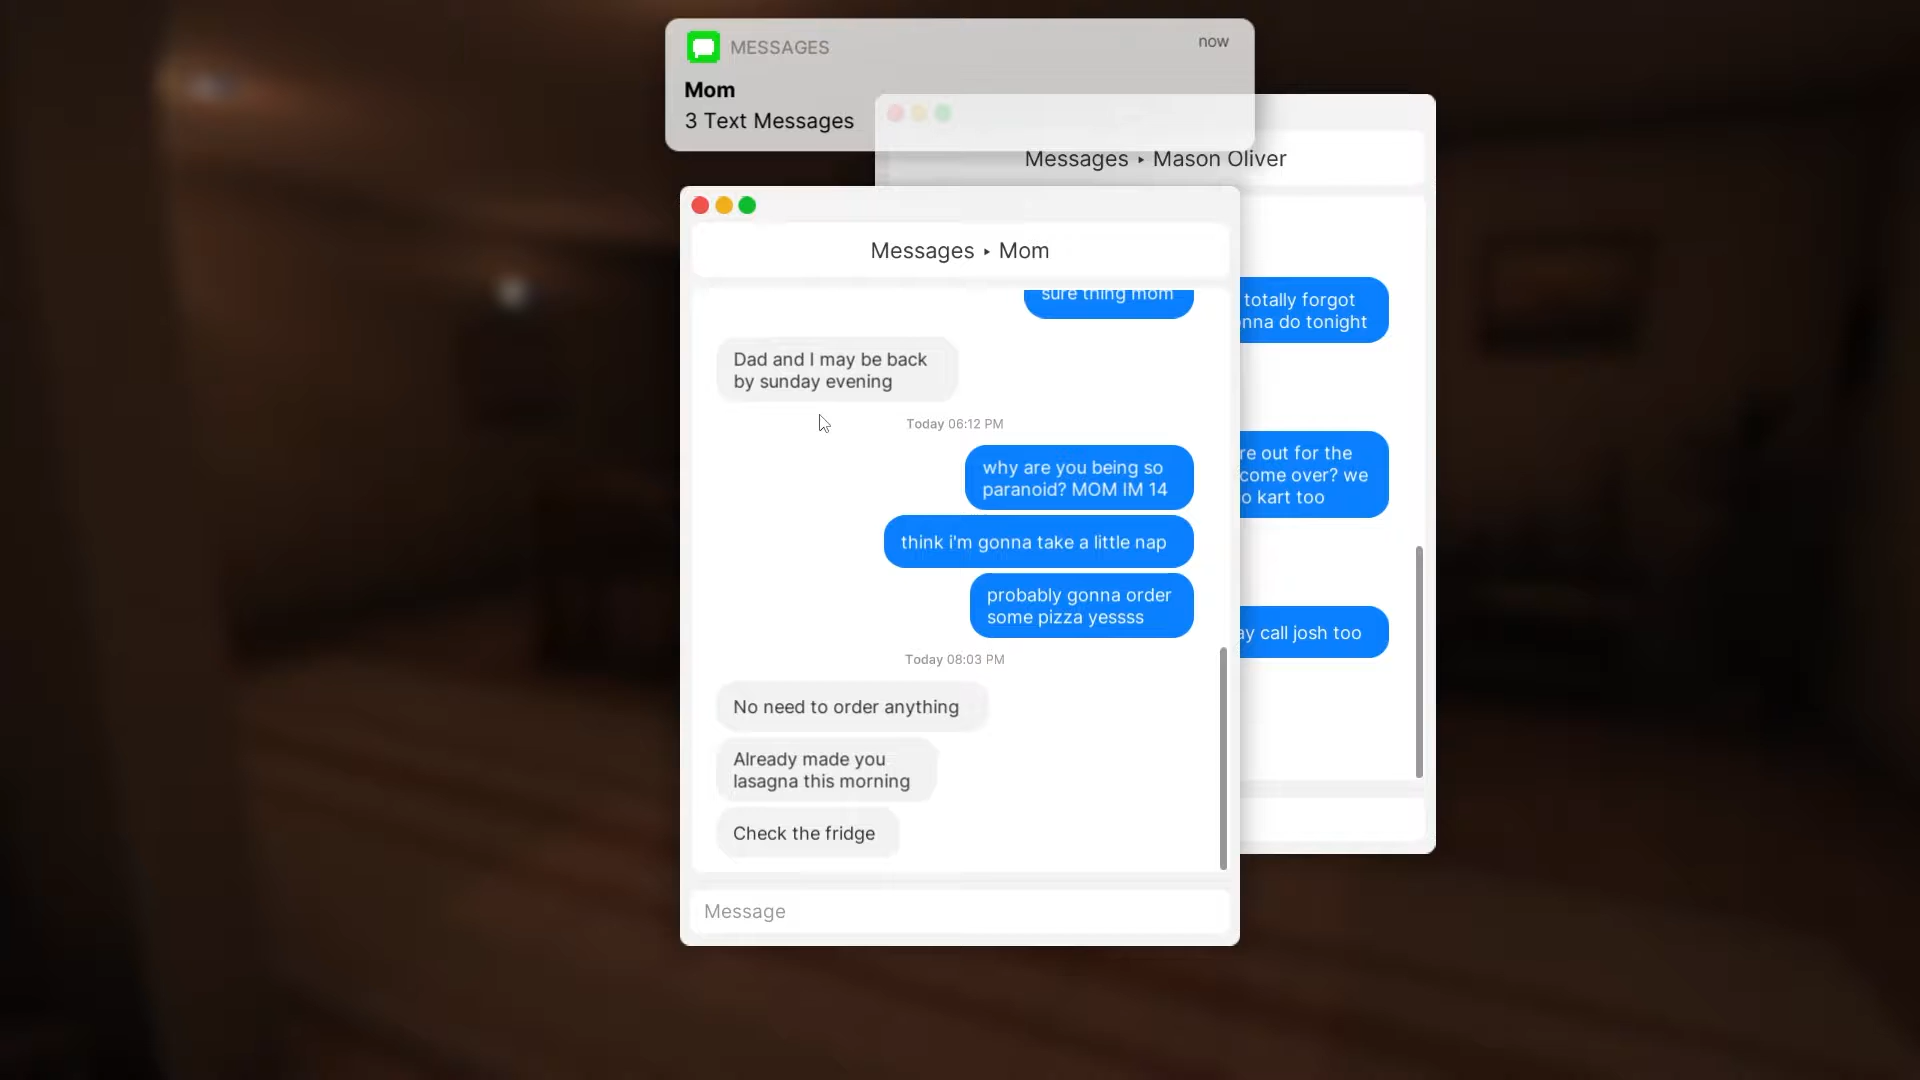 MESSAGES
now
Mom
3 Text Messages
Messages ‣ Mason Oliver
Messages ‣ Mom
sure thing mom
Dad and I may be back
by sunday evening
Today 06:12 PM
why are you being so
paranoid? MOM IM 14
think i'm gonna take a little nap
probably gonna order
some pizza yessss
Today 08:03 PM
No need to order anything
Already made you
lasagna this morning
Check the fridge
Message
totally forgot
do tonight
out for the
come over? we
kart too
call josh too